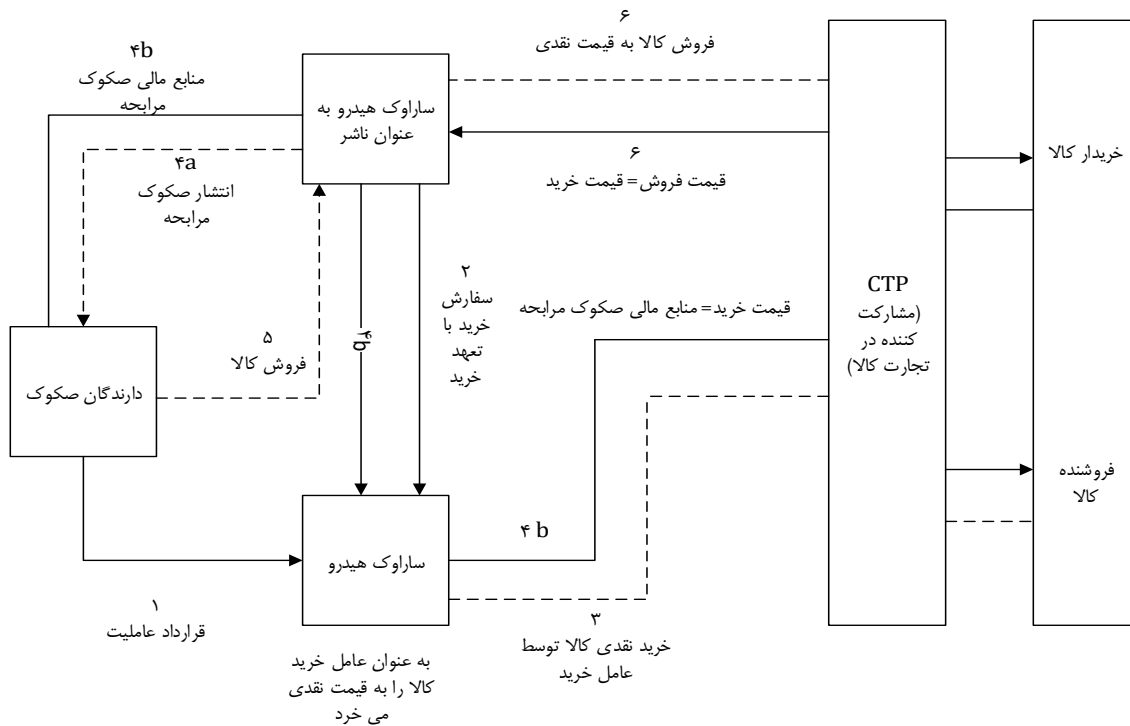 ۶
فروش کالا به قیمت نقدی
۴b
منابع مالی صکوک
مرابحه
ساراوک هیدرو به
عنوان ناشر
۴a
انتشار صکوک
مرابحه
۶
قیمت فروش = قیمت خرید
خریدار کالا
۲
سفارش
خرید با
تعهد
خرید
۴b
CTP
(مشارکت
کننده در
تجارت کالا)
قیمت خرید= منابع مالی صکوک مرابحه
۵
فروش کالا
دارندگان صکوک
فروشنده
کالا
۴ b
ساراوک هیدرو
۱
قرارداد عاملیت
۳
خرید نقدی کالا توسط
عامل خرید
به عنوان عامل خرید
کالا را به قیمت نقدی
می خرد